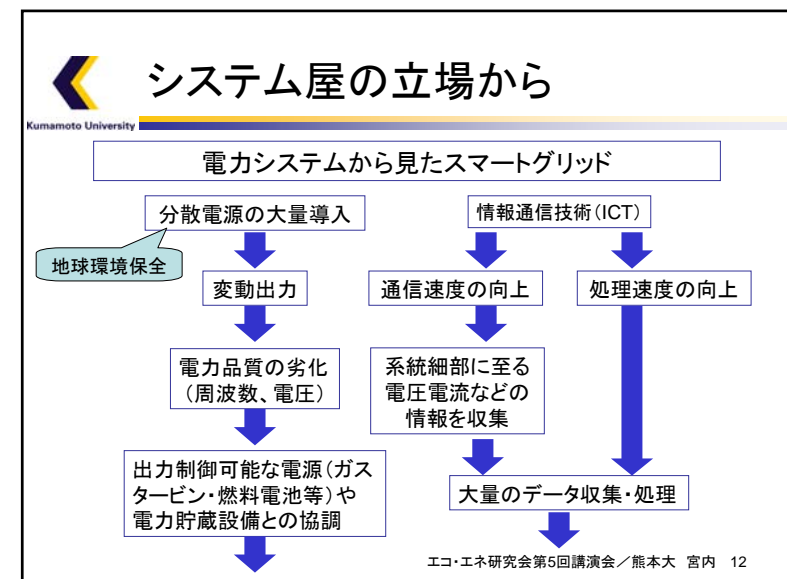 システム屋の立場から
Kumamoto University
電力システムから見たスマートグリッド
分散電源の大量導入
情報通信技術(ICT)
地球環境保全
変動出力
通信速度の向上
処理速度の向上
電力品質の劣化
(周波数、電圧)
系統細部に至る
電圧電流などの
情報を収集
出力制御可能な電源(ガス
タービン・燃料電池等)や
電力貯蔵設備との協調
大量のデータ収集・処理
エコ・エネ研究会第5回講演会／熊本大 宮内 12